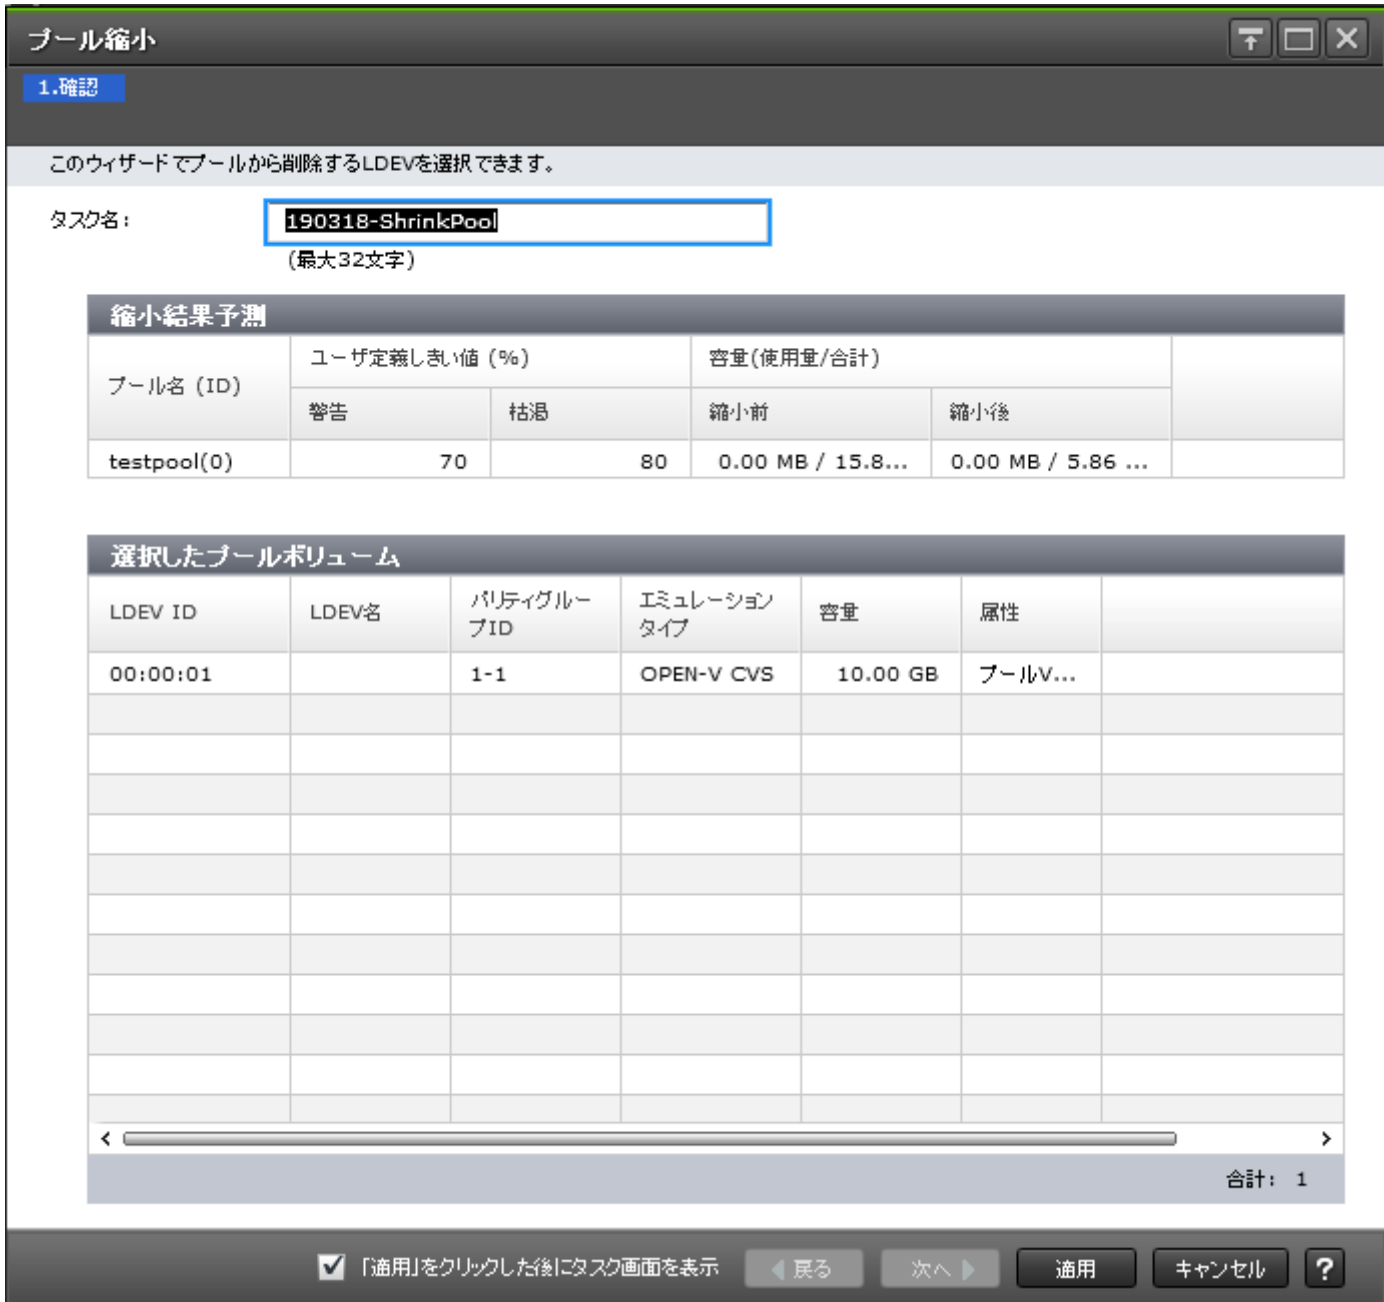 プール縮小
1.確認
このウィザードでプールから削除するLDEVを選択できます。
タスク名: 190318-ShrinkPool
(最大32文字)
縮小結果予測
プール名 (ID) ユーザ定義しきい値 (%) 容量(使用量/合計)
警告 枯渇 縮小前 縮小後
testpool(0) 70 80 0.00 MB / 15.8... 0.00 MB / 5.86 ...
選択したプールボリューム
LDEV ID LDEV名 パリティグルー エミュレーション 容量 属性
プID タイプ
00:00:01 1-1 OPEN-V CVS 10.00 GB プールV...
合計: 1
「適用」をクリックした後にタスク画面を表示 戻る 次へ 適用 キャンセル ?